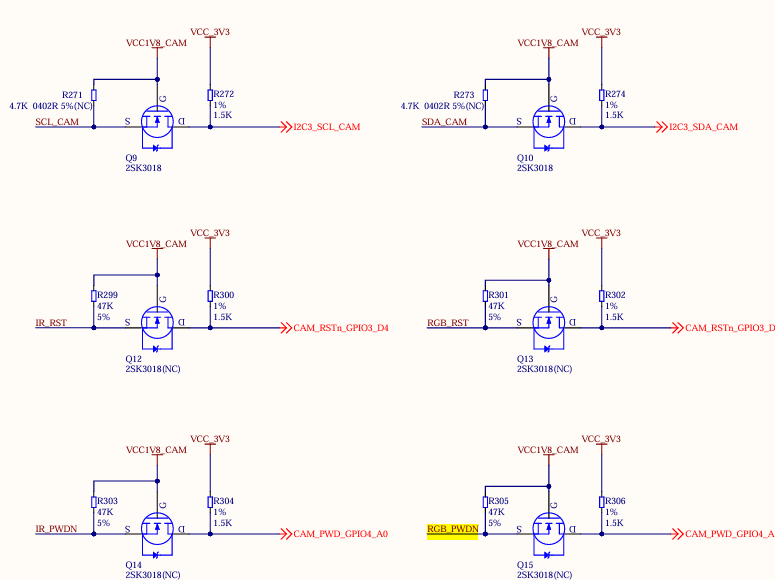 VCC_3V3
VCC1V8_CAM
R271
4.7K 0402R 5%(NC)
R272
1%
1.5K
G
SCL_CAM
S
D
I2C3_SCL_CAM
Q9
2SK3018
VCC_3V3
VCC1V8_CAM
R273
4.7K 0402R 5%(NC)
R274
1%
1.5K
G
SDA_CAM
S
D
I2C3_SDA_CAM
Q10
2SK3018
VCC_3V3
VCC1V8_CAM
R299
47K
5%
R300
1%
1.5K
G
IR_RST
S
D
CAM_RSTn_GPIO3_D4
Q12
2SK3018(NC)
VCC_3V3
VCC1V8_CAM
R301
47K
5%
R302
1%
1.5K
G
RGB_RST
S
D
CAM_RSTn_GPIO3_D
Q13
2SK3018(NC)
VCC_3V3
VCC1V8_CAM
R303
47K
5%
R304
1%
1.5K
G
IR_PWDN
S
D
CAM_PWD_GPIO4_A0
Q14
2SK3018(NC)
VCC_3V3
VCC1V8_CAM
R305
47K
5%
R306
1%
1.5K
G
RGB_PWDN
S
D
CAM_PWD_GPIO4_A
Q15
2SK3018(NC)